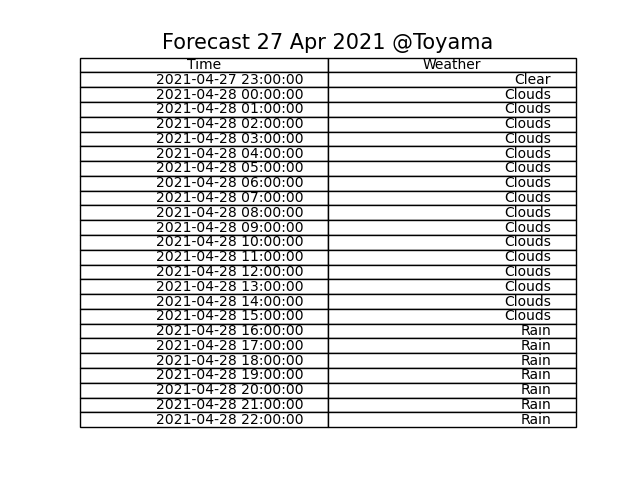 Forecast 27 Apr 2021 @Toyama
Time Weather
2021-04-27 23:00:00 Clear
2021-04-28 00:00:00 Clouds
2021-04-28 01:00:00 Clouds
2021-04-28 02:00:00 Clouds
2021-04-28 03:00:00 Clouds
2021-04-28 04:00:00 Clouds
2021-04-28 05:00:00 Clouds
2021-04-28 06:00:00 Clouds
2021-04-28 07:00:00 Clouds
2021-04-28 08:00:00 Clouds
2021-04-28 09:00:00 Clouds
2021-04-28 10:00:00 Clouds
2021-04-28 11:00:00 Clouds
2021-04-28 12:00:00 Clouds
2021-04-28 13:00:00 Clouds
2021-04-28 14:00:00 Clouds
2021-04-28 15:00:00 Clouds
2021-04-28 16:00:00 Rain
2021-04-28 17:00:00 Rain
2021-04-28 18:00:00 Rain
2021-04-28 19:00:00 Rain
2021-04-28 20:00:00 Rain
2021-04-28 21:00:00 Rain
2021-04-28 22:00:00 Rain